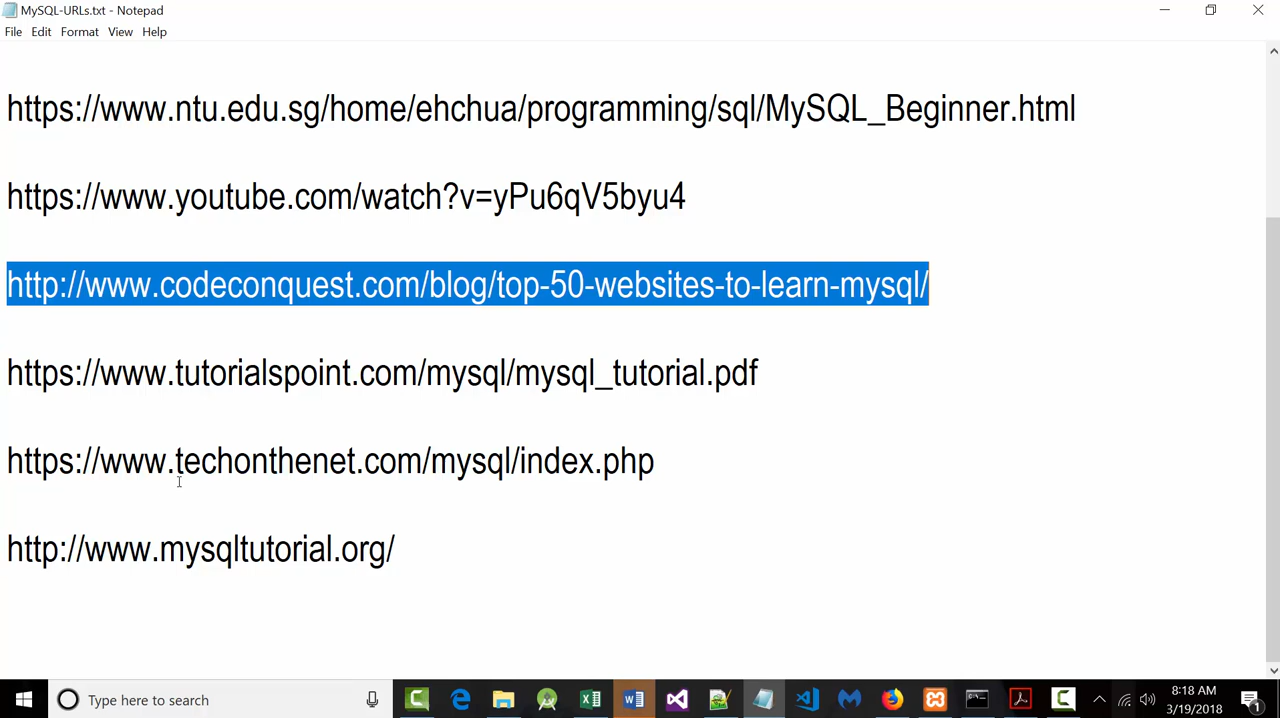 MySQL-URLs.txt - Notepad
File Edit Format View Help
https://www.ntu.edu.sg/home/ehchua/programming/sql/MySQL_Beginner.html
https://www.youtube.com/watch?v=yPu6qV5byu4
http://www.codeconquest.com/blog/top-50-websites-to-learn-mysql/
https://www.tutorialspoint.com/mysql/mysql_tutorial.pdf
https://www.techonthenet.com/mysql/index.php
http://www.mysqltutorial.org/
Type here to search
8:18 AM
3/19/2018
1